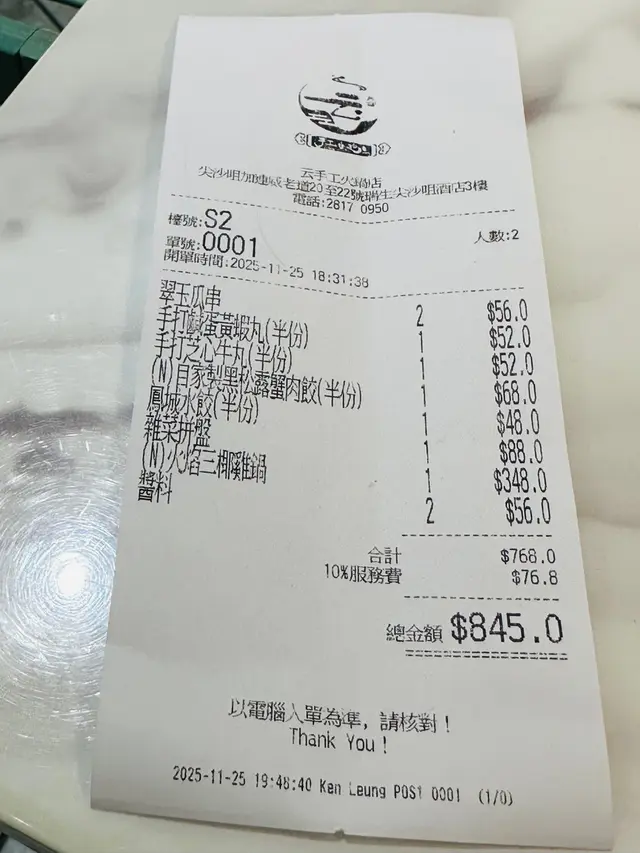 云
云手工火鍋店
尖沙咀加連威老道20至22號瑞生尖沙咀酒店3樓
電話:2817 0950
檯號:S2 人數:2
單號:0001
開單時間:2025-11-25 18:31:38
翠玉瓜串 2 $56.0
手打鹹蛋黃蝦丸(半份) 1 $52.0
手打芝心牛丸(半份) 1 $52.0
(N)自家製黑松露蟹肉餃(半份) 1 $68.0
鳳城水餃(半份) 1 $48.0
雜菜拼盤 1 $88.0
(N)火焰三椰雞鍋 1 $348.0
醬料 2 $56.0
合計 $768.0
10%服務費 $76.8
總金額 $845.0
以電腦入單為準, 請核對!
Thank You !
2025-11-25 19:48:40 Ken Leung POS1 0001 (1/0)